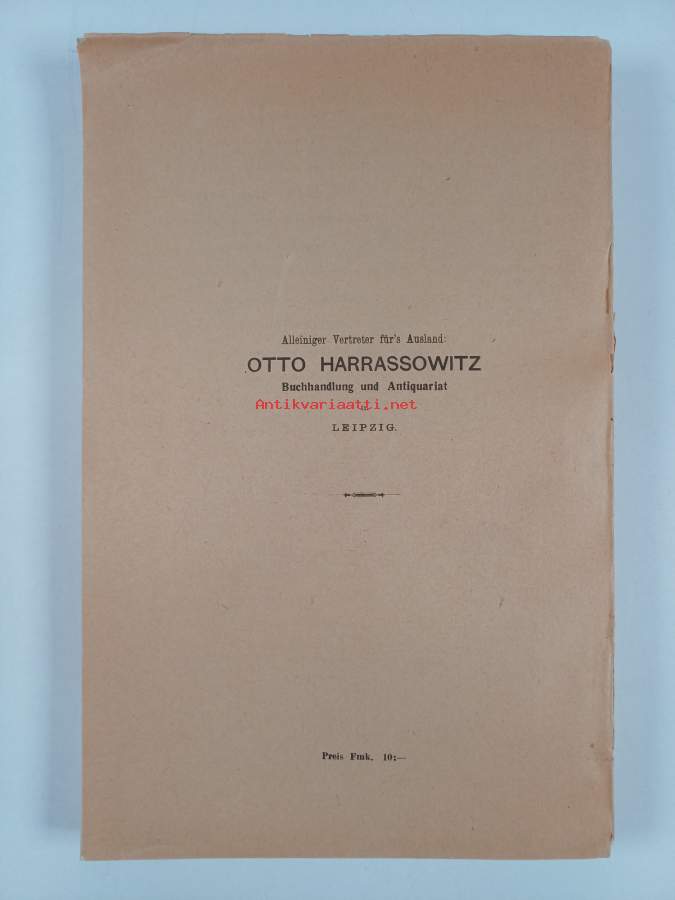 Alleiniger Vertreter für's Ausland:
OTTO HARRASSOWITZ
Buchhandlung und Antiquariat
Antikvariaatti.net
LEIPZIG.
Preis Fmk. 10:—